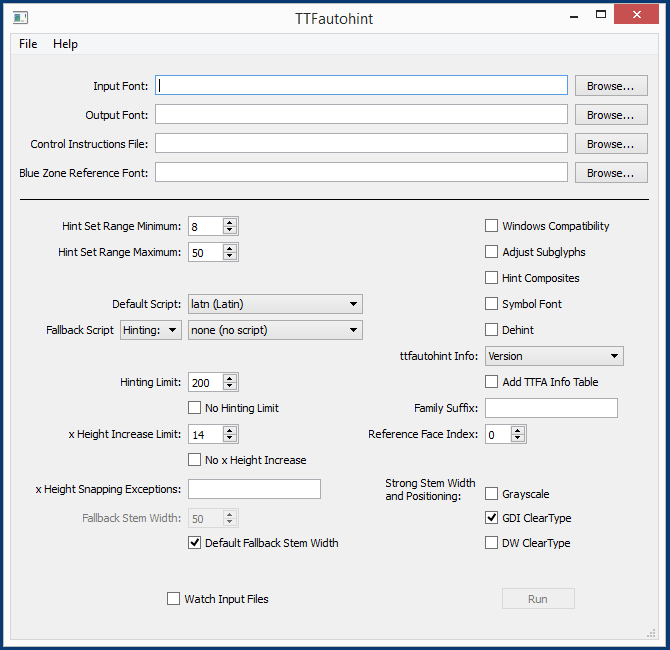 TTFautohint
File Help
Input Font: Browse...
Output Font: Browse...
Control Instructions File: Browse...
Blue Zone Reference Font: Browse...
Hint Set Range Minimum: 8 Windows Compatibility
Hint Set Range Maximum: 50 Adjust Subglyphs
Hint Composites
Default Script: latn (Latin) Symbol Font
Fallback Script Hinting: none (no script) Dehint
ttfautohint Info: Version
Hinting Limit: 200 Add TTFA Info Table
No Hinting Limit Family Suffix:
x Height Increase Limit: 14 Reference Face Index: 0
No x Height Increase
x Height Snapping Exceptions: Strong Stem Width
and Positioning: Grayscale
Fallback Stem Width: 50 GDI ClearType
Default Fallback Stem Width DW ClearType
Watch Input Files Run